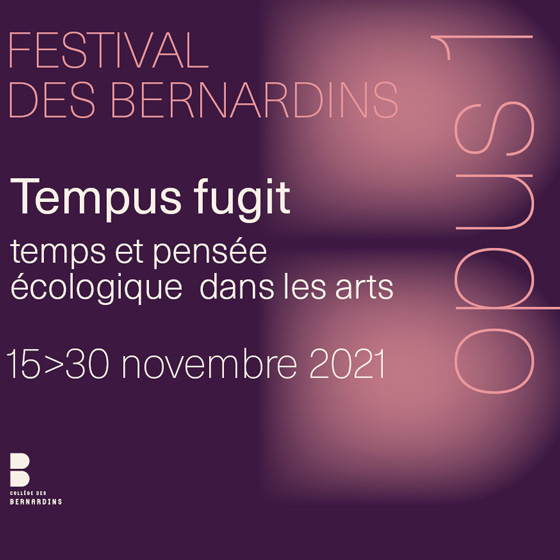 FESTIVAL
DES BERNARDINS
opus 1
Tempus fugit
temps et pensée
écologique dans les arts
15>30 novembre 2021
B
COLLÈGE DES
BERNARDINS